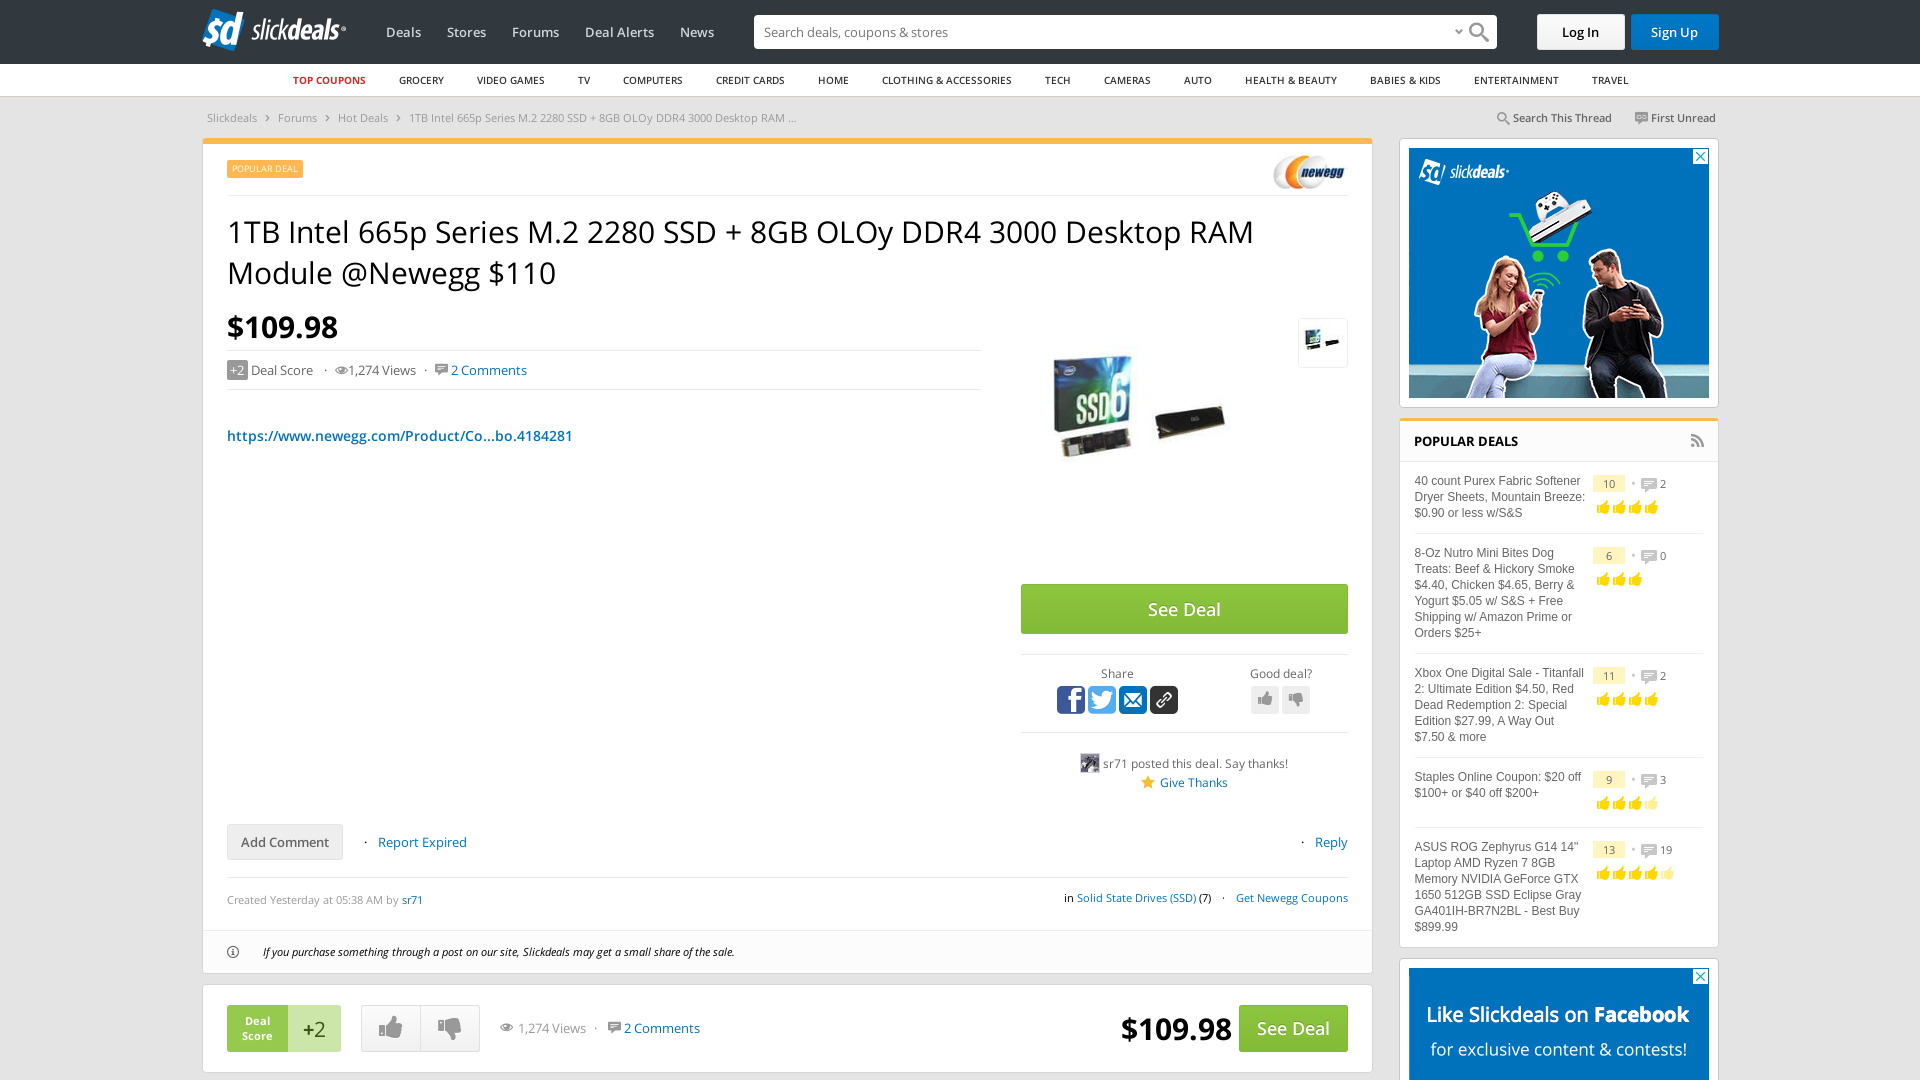 slickdeals
Deals
Stores
Forums
Deal Alerts
News
Search deals, coupons & stores
Log In
Sign Up
TOP COUPONS
GROCERY
VIDEO GAMES
TV
COMPUTERS
CREDIT CARDS
HOME
CLOTHING & ACCESSORIES
TECH
CAMERAS
AUTO
HEALTH & BEAUTY
BABIES & KIDS
ENTERTAINMENT
TRAVEL
Slickdeals > Forums > Hot Deals > 1TB Intel 665p Series M.2 2280 SSD + 8GB OLOy DDR4 3000 Desktop RAM ...
Search This Thread
First Unread
POPULAR DEAL
newegg
1TB Intel 665p Series M.2 2280 SSD + 8GB OLOy DDR4 3000 Desktop RAM
Module @Newegg $110
$109.98
+2 Deal Score · 1,274 Views · 2 Comments
https://www.newegg.com/Product/Co...bo.4184281
intel
SSD6
See Deal
Share
Good deal?
sr71 posted this deal. Say thanks!
Give Thanks
Add Comment · Report Expired
· Reply
Created Yesterday at 05:38 AM by sr71
in Solid State Drives (SSD) (7) · Get Newegg Coupons
If you purchase something through a post on our site, Slickdeals may get a small share of the sale.
Deal
Score
+2
1,274 Views · 2 Comments
$109.98
See Deal
sd slickdeals
POPULAR DEALS
40 count Purex Fabric Softener
Dryer Sheets, Mountain Breeze:
$0.90 or less w/S&S
10 • 2
8-Oz Nutro Mini Bites Dog
Treats: Beef & Hickory Smoke
$4.40, Chicken $4.65, Berry &
Yogurt $5.05 w/ S&S + Free
Shipping w/ Amazon Prime or
Orders $25+
6 • 0
Xbox One Digital Sale - Titanfall
2: Ultimate Edition $4.50, Red
Dead Redemption 2: Special
Edition $27.99, A Way Out
$7.50 & more
11 • 2
Staples Online Coupon: $20 off
$100+ or $40 off $200+
9 • 3
ASUS ROG Zephyrus G14 14"
Laptop AMD Ryzen 7 8GB
Memory NVIDIA GeForce GTX
1650 512GB SSD Eclipse Gray
GA401IH-BR7N2BL - Best Buy
$899.99
13 • 19
Like Slickdeals on Facebook
for exclusive content & contests!